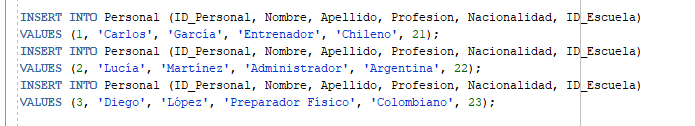 INSERT INTO Personal (ID_Personal, Nombre, Apellido, Profesion, Nacionalidad, ID_Escuela)
VALUES (1, 'Carlos', 'García', 'Entrenador', 'Chileno', 21);
INSERT INTO Personal (ID_Personal, Nombre, Apellido, Profesion, Nacionalidad, ID_Escuela)
VALUES (2, 'Lucía', 'Martínez', 'Administrador', 'Argentina', 22);
INSERT INTO Personal (ID_Personal, Nombre, Apellido, Profesion, Nacionalidad, ID_Escuela)
VALUES (3, 'Diego', 'López', 'Preparador Físico', 'Colombiano', 23);